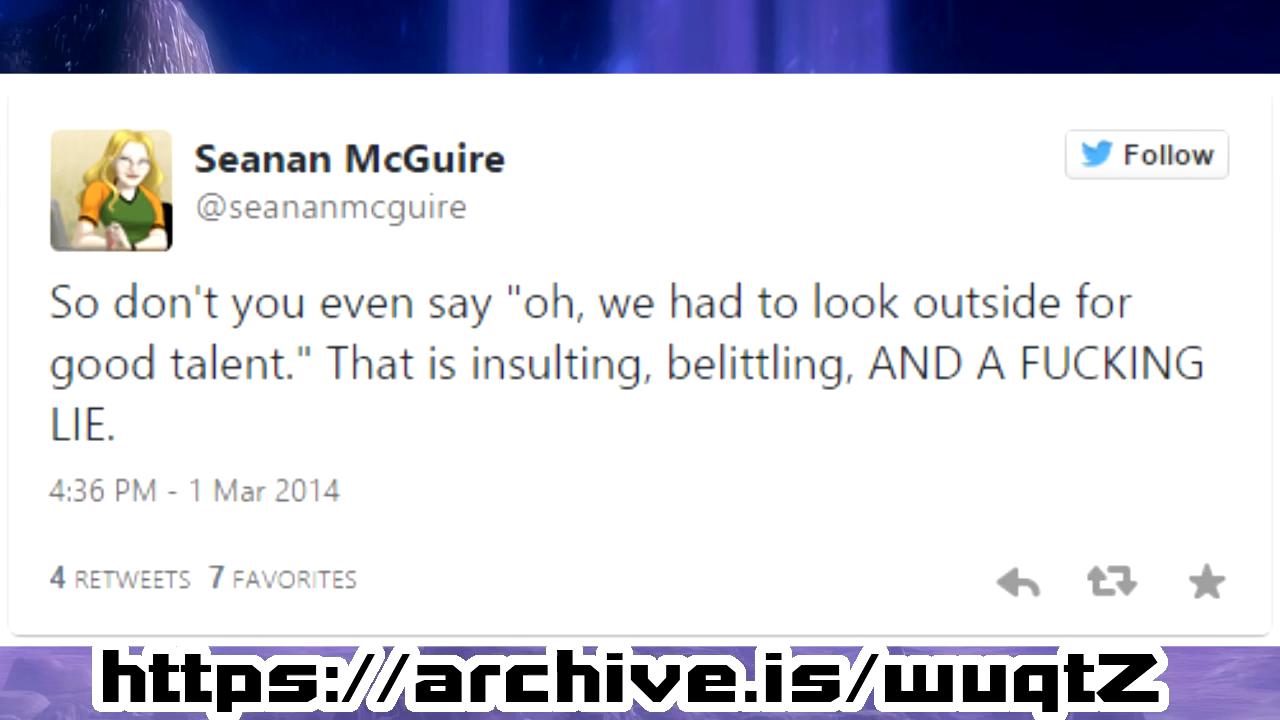 Seanan McGuire
Follow
@seananmcguire
So don't you even say "oh, we had to look outside for
good talent." That is insulting, belittling, AND A FUCKING
LIE.
4:36 PM - 1 Mar 2014
4 RETWEETS 7 FAVORITES
https://archive.is/wuqtZ